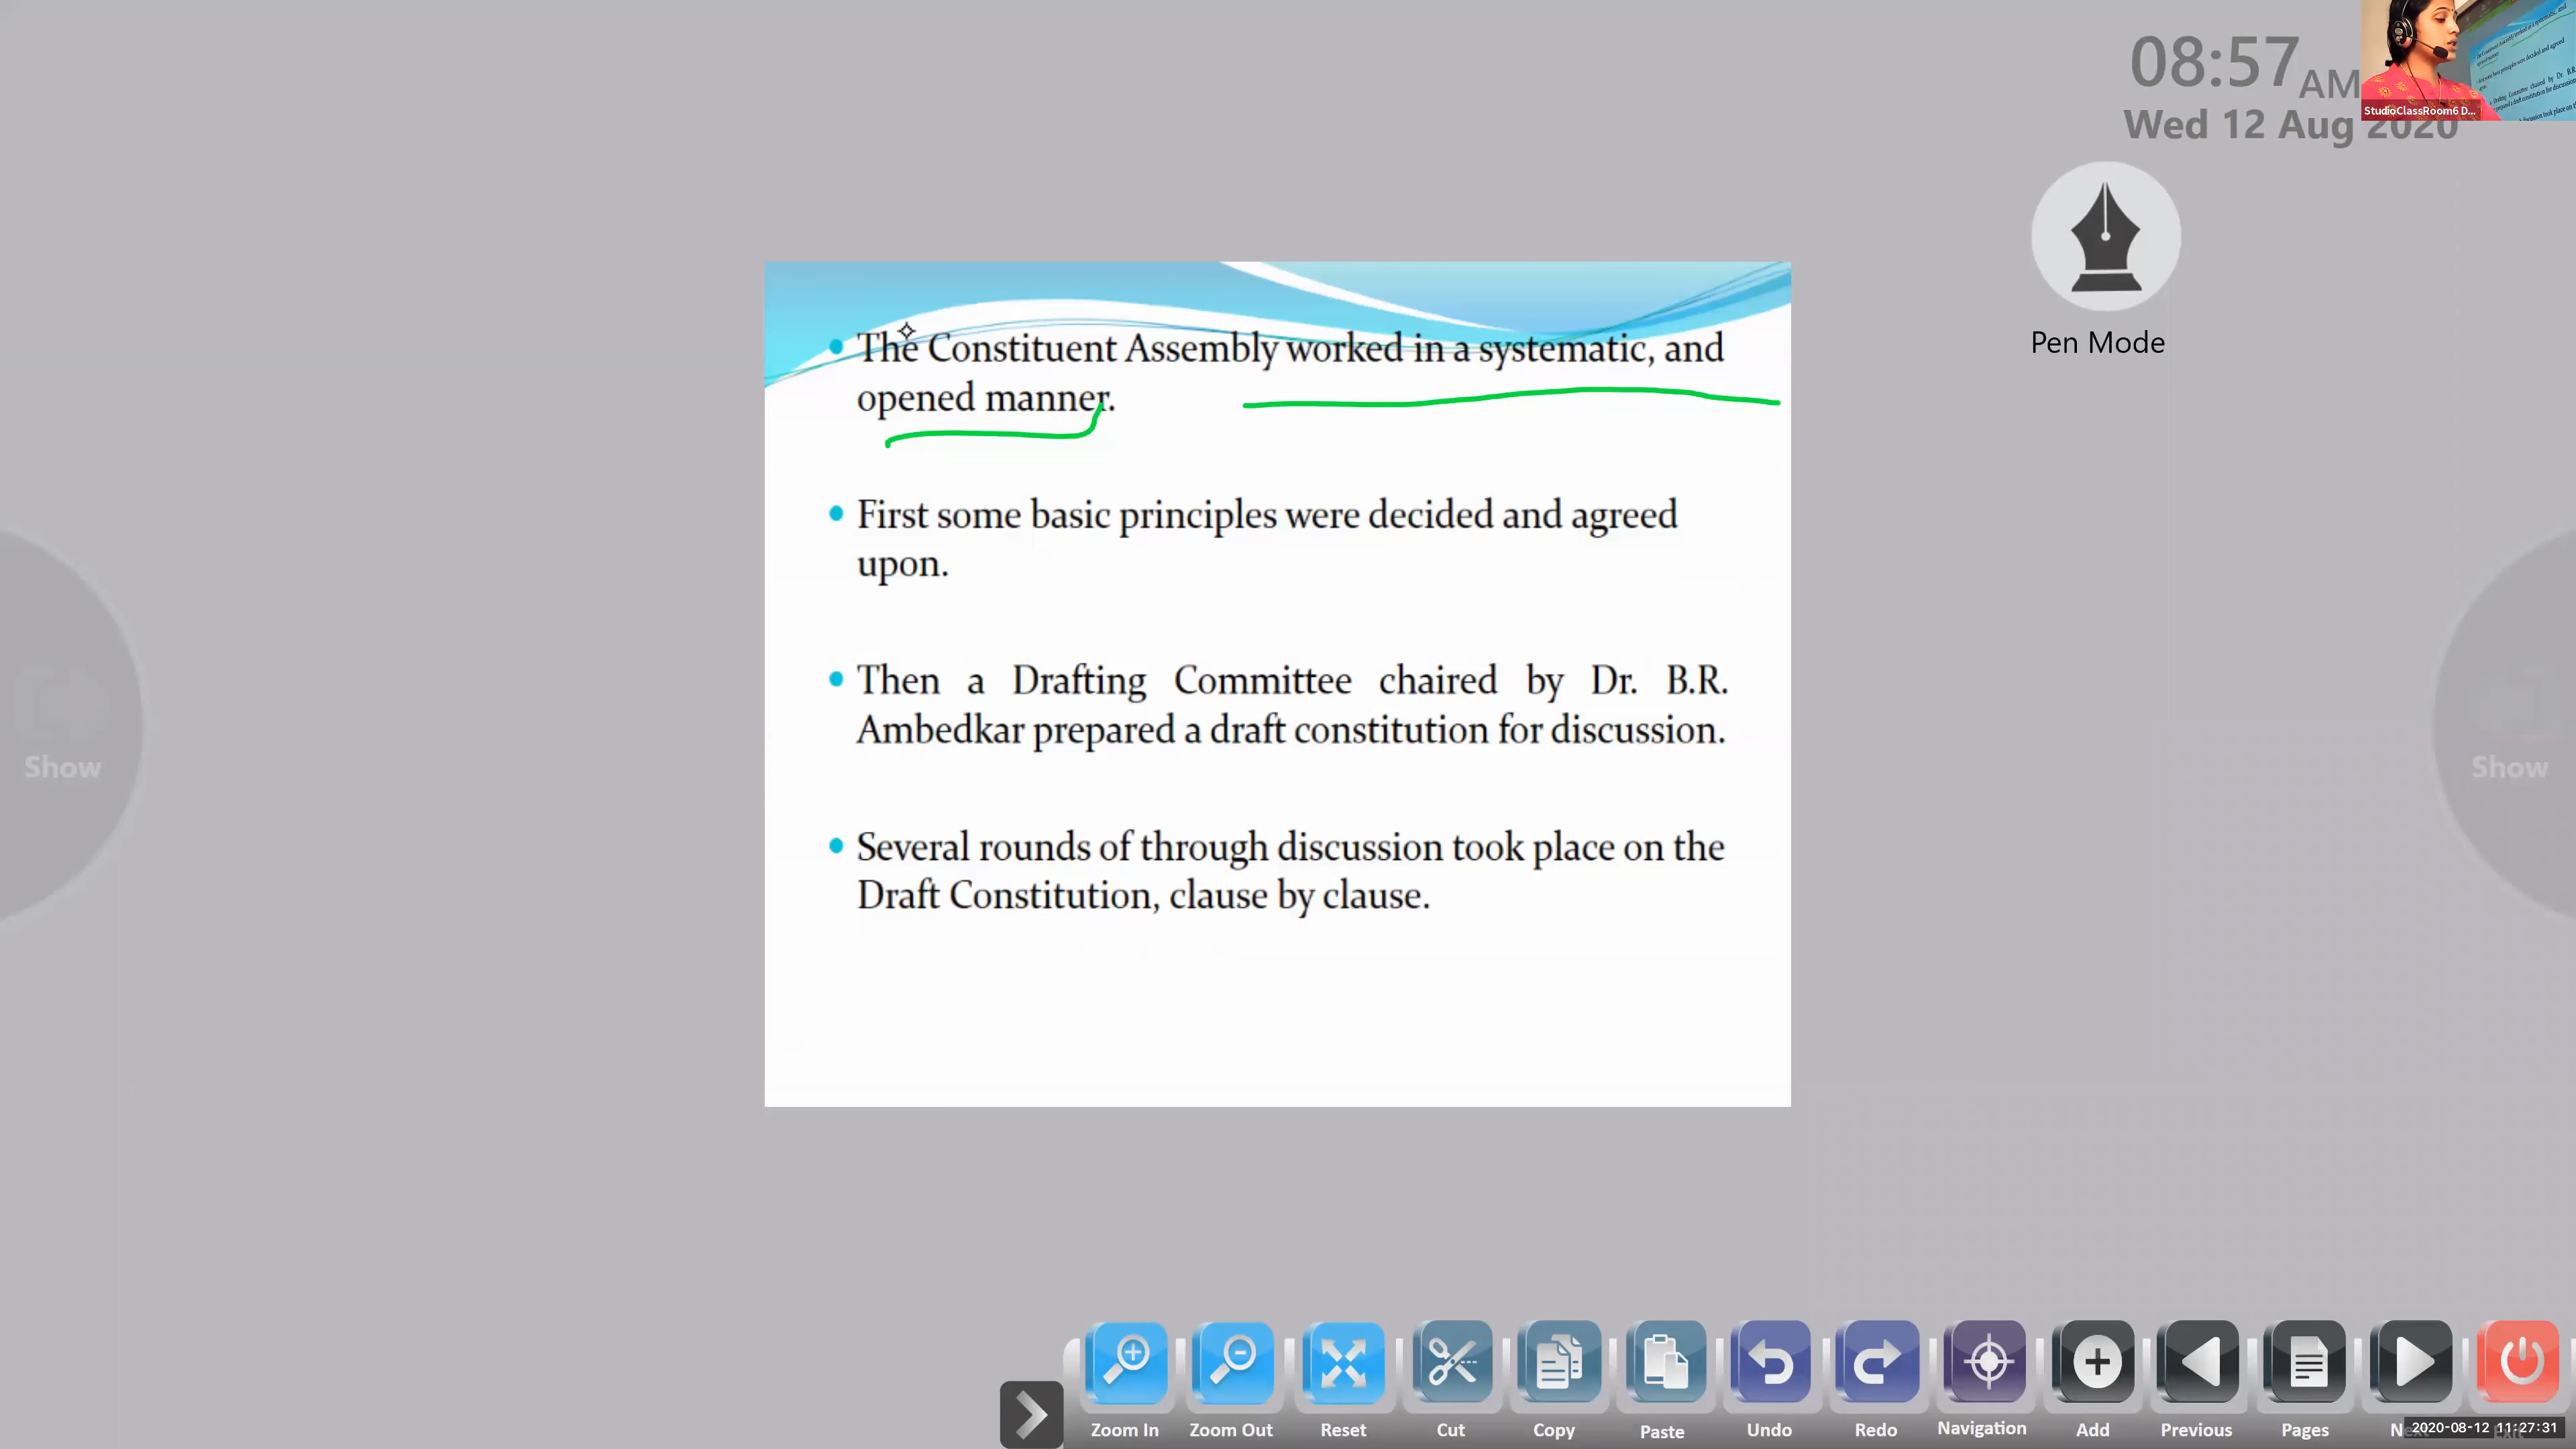 08:57 AM
Wed 12 Aug 2020
StudioClassRoom6 D...
Pen Mode
• The Constituent Assembly worked in a systematic, and
opened manner.
• First some basic principles were decided and agreed
upon.
• Then a Drafting Committee chaired by Dr. B.R.
Ambedkar prepared a draft constitution for discussion.
• Several rounds of through discussion took place on the
Draft Constitution, clause by clause.
Show
Show
Zoom In Zoom Out Reset Cut Copy Paste Undo Redo Navigation Add Previous Pages
2020-08-12 11:27:31